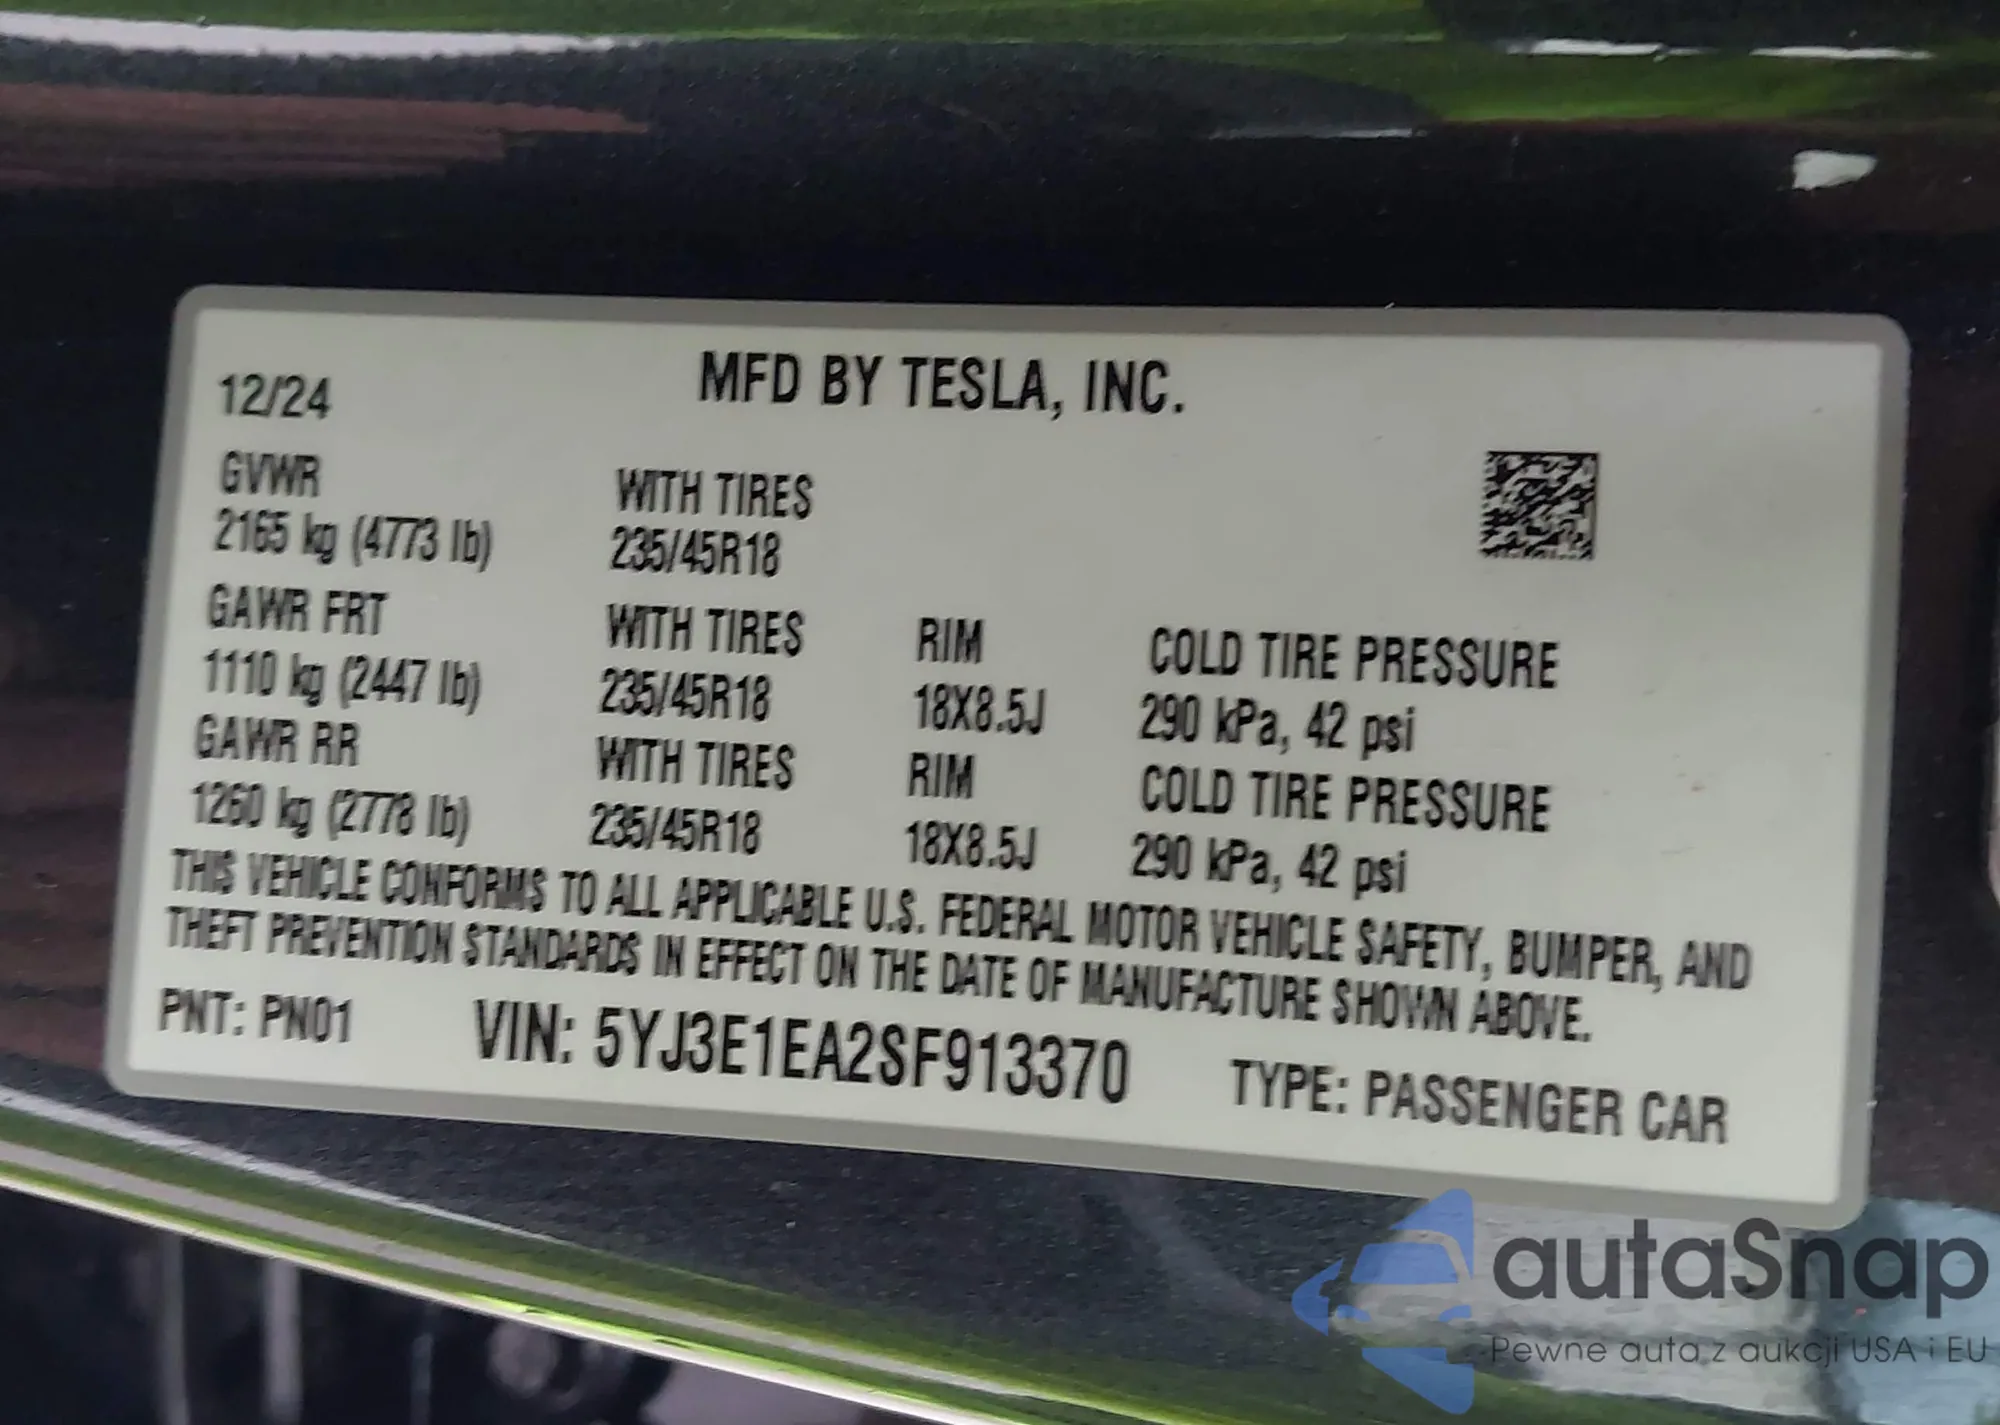 12/24
MFD BY TESLA, INC.
GVWR
WITH TIRES
2165 kg (4773 lb)
235/45R18
GAWR FRT
WITH TIRES
RIM
COLD TIRE PRESSURE
1110 kg (2447 lb)
235/45R18
18X8.5J
290 kPa, 42 psi
GAWR RR
WITH TIRES
RIM
COLD TIRE PRESSURE
1260 kg (2778 lb)
235/45R18
18X8.5J
290 kPa, 42 psi
THIS VEHICLE CONFORMS TO ALL APPLICABLE U.S. FEDERAL MOTOR VEHICLE SAFETY, BUMPER, AND
THEFT PREVENTION STANDARDS IN EFFECT ON THE DATE OF MANUFACTURE SHOWN ABOVE.
PNT: PN01
VIN: 5YJ3E1EA2SF913370
TYPE: PASSENGER CAR
autaSnap
Pewne auta z aukcji USA i EU